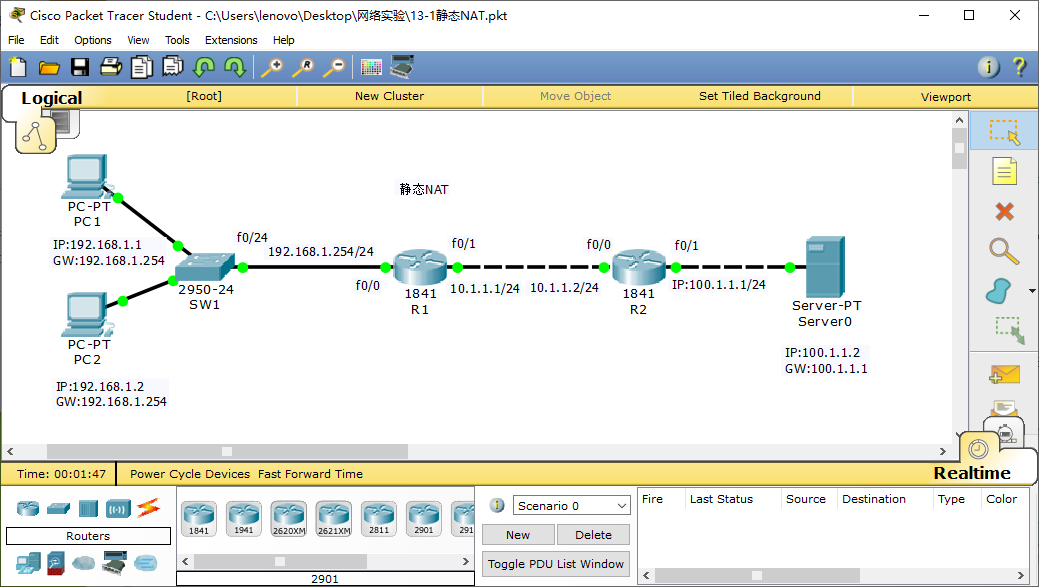 Cisco Packet Tracer Student - C:\Users\lenovo\Desktop\网络实验\13-1静态NAT.pkt
File Edit Options View Tools Extensions Help
Logical [Root] New Cluster Move Object Set Tiled Background Viewport
静态NAT
PC-PT
PC1
IP:192.168.1.1
GW:192.168.1.254
2950-24
SW1
f0/24
192.168.1.254/24
f0/0
1841
R1
f0/1
10.1.1.1/24
10.1.1.2/24
f0/0
1841
R2
f0/1
IP:100.1.1.1/24
Server-PT
Server0
IP:100.1.1.2
GW:100.1.1.1
PC-PT
PC2
IP:192.168.1.2
GW:192.168.1.254
Time: 00:01:47 Power Cycle Devices Fast Forward Time Realtime
Routers
1841 1941 2620XM 2621XM 2811 2901 291
2901
Scenario 0
New Delete
Toggle PDU List Window
Fire Last Status Source Destination Type Color